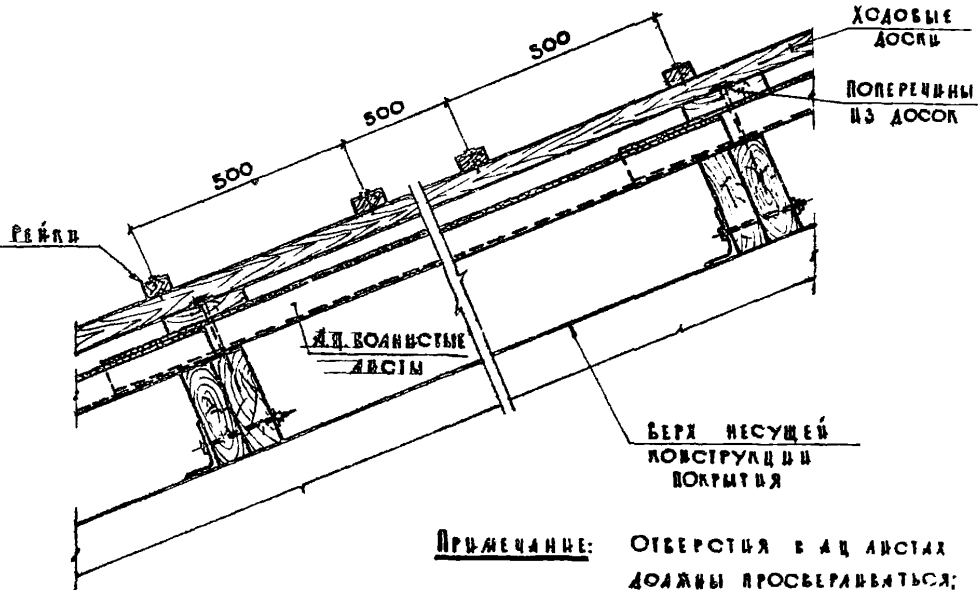 ХОДОВЫЕ
ДОСКИ
500
500
ПОПЕРЕЧИНЫ
ИЗ ДОСОК
500
РЕЙКИ
А.Ц. ВОЛНИСТЫЕ
ЛИСТЫ
ВЕРХ НЕСУЩЕЙ
КОНСТРУКЦИИ
ПОКРЫТИЯ
ПРИМЕЧАНИЕ: ОТВЕРСТИЯ В АЦ ЛИСТАХ
ДОЛЖНЫ ПРОСВЕРЛИВАТЬСЯ;